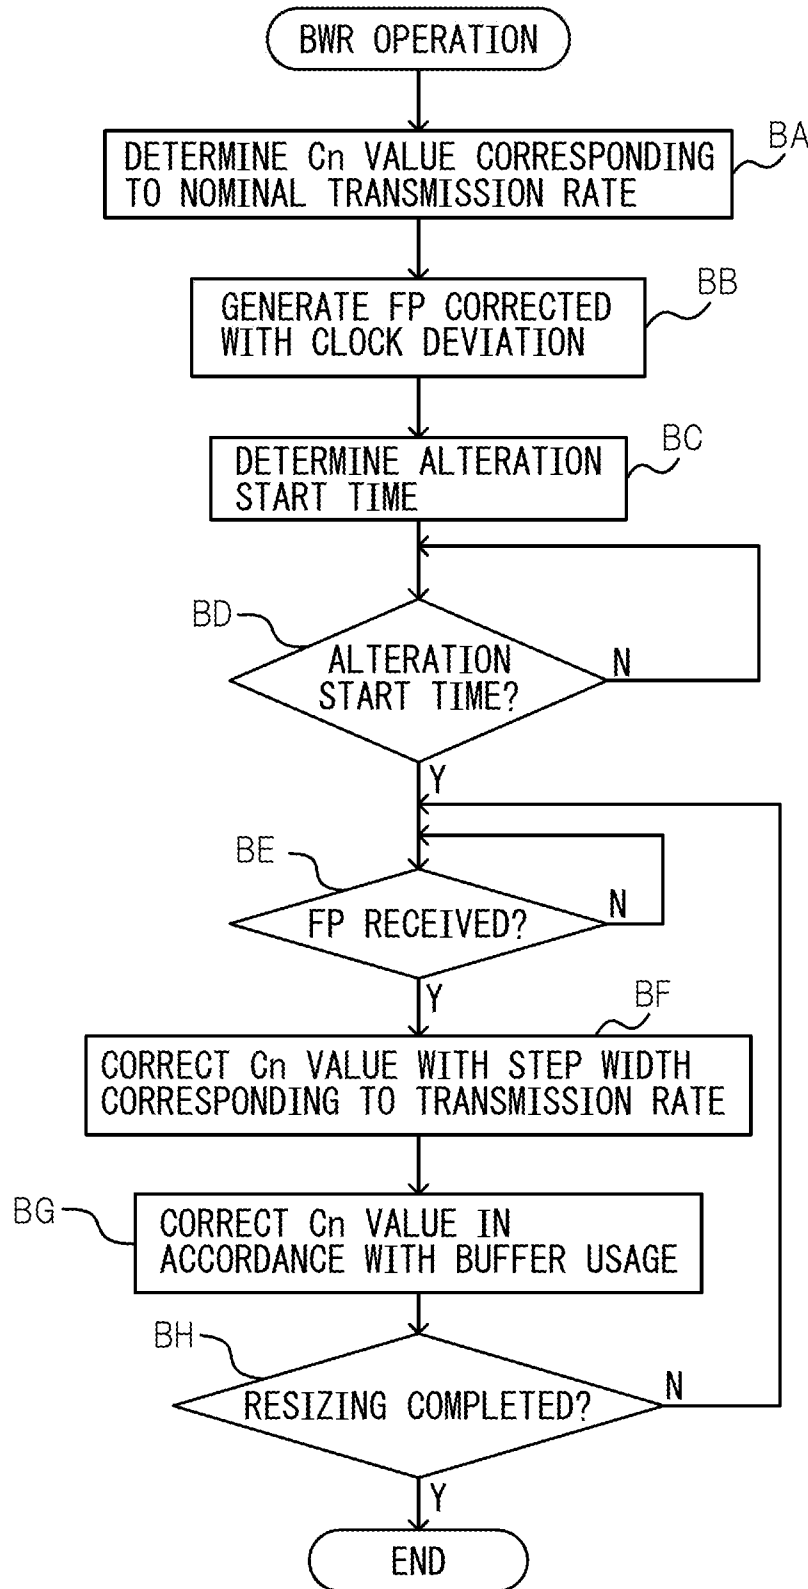 BWR OPERATION
BA
DETERMINE Cn VALUE CORRESPONDING
TO NOMINAL TRANSMISSION RATE
BB
GENERATE FP CORRECTED
WITH CLOCK DEVIATION
BC
DETERMINE ALTERATION
START TIME
BD
ALTERATION
START TIME?
N
Y
BE
FP RECEIVED?
N
Y
BF
CORRECT Cn VALUE WITH STEP WIDTH
CORRESPONDING TO TRANSMISSION RATE
BG
CORRECT Cn VALUE IN
ACCORDANCE WITH BUFFER USAGE
BH
RESIZING COMPLETED?
N
Y
END